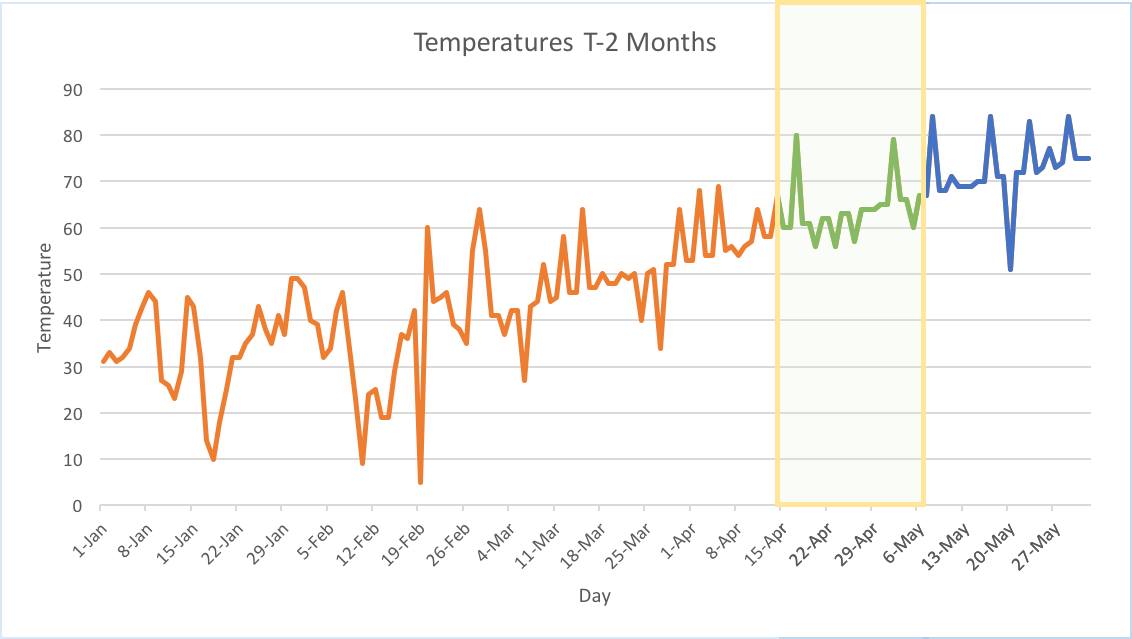 Temperatures T-2 Months
90
80
70
60
50
40
30
20
10
0
Temperature
1-Jan
8-Jan
15-Jan
22-Jan
29-Jan
5-Feb
12-Feb
19-Feb
26-Feb
4-Mar
11-Mar
18-Mar
25-Mar
1-Apr
8-Apr
15-Apr
22-Apr
29-Apr
6-May
13-May
20-May
27-May
Day